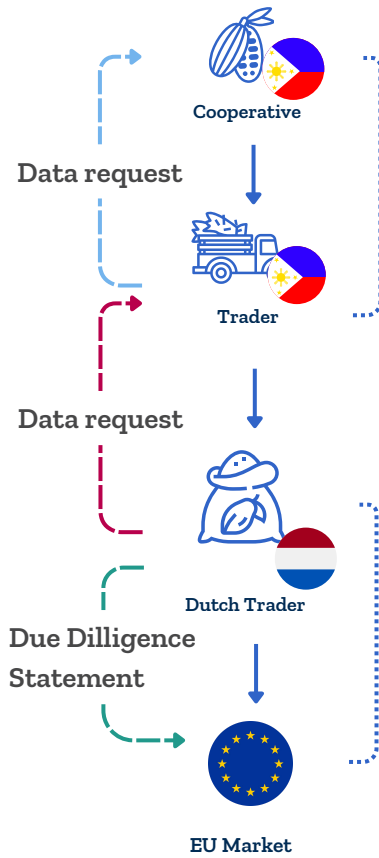 Cooperative
Data request
Trader
Data request
Dutch Trader
Due Dilligence
Statement
EU Market